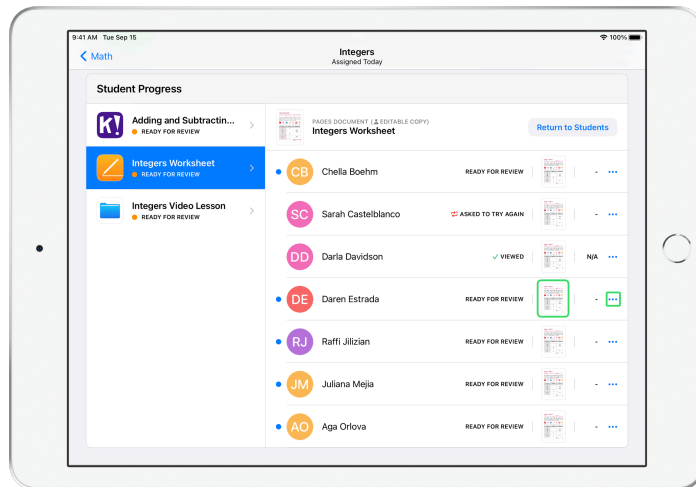 9:41 AM Tue Sep 15
100%
Math
Integers
Assigned Today
Student Progress
K!
Adding and Subtractin...
READY FOR REVIEW
Integers Worksheet
READY FOR REVIEW
Integers Video Lesson
READY FOR REVIEW
PAGES DOCUMENT (EDITABLE COPY)
Integers Worksheet
Return to Students
CB Chella Boehm READY FOR REVIEW -
SC Sarah Castelblanco ASKED TO TRY AGAIN -
DD Darla Davidson VIEWED N/A
DE Daren Estrada READY FOR REVIEW -
RJ Raffi Jilizian READY FOR REVIEW -
JM Juliana Mejia READY FOR REVIEW -
AO Aga Orlova READY FOR REVIEW -